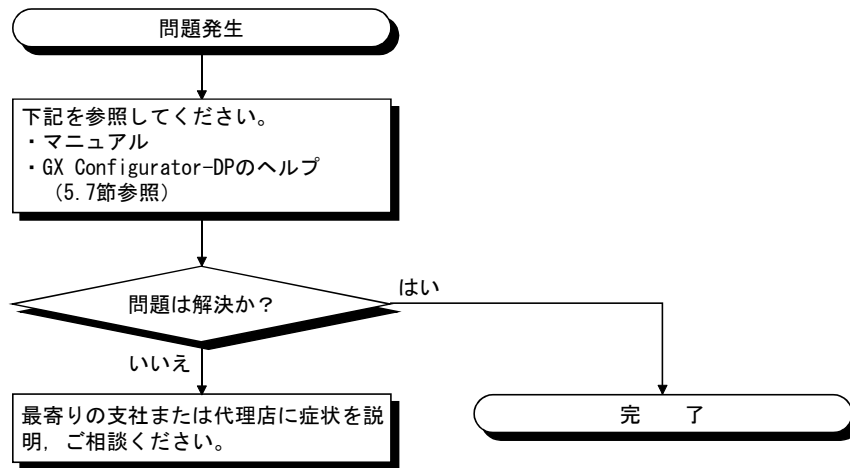 問題発生
下記を参照してください。
・マニュアル
・GX Configurator-DPのヘルプ
(5.7節参照)
問題は解決か？
はい
いいえ
最寄りの支社または代理店に症状を説
明，ご相談ください。
完　　了